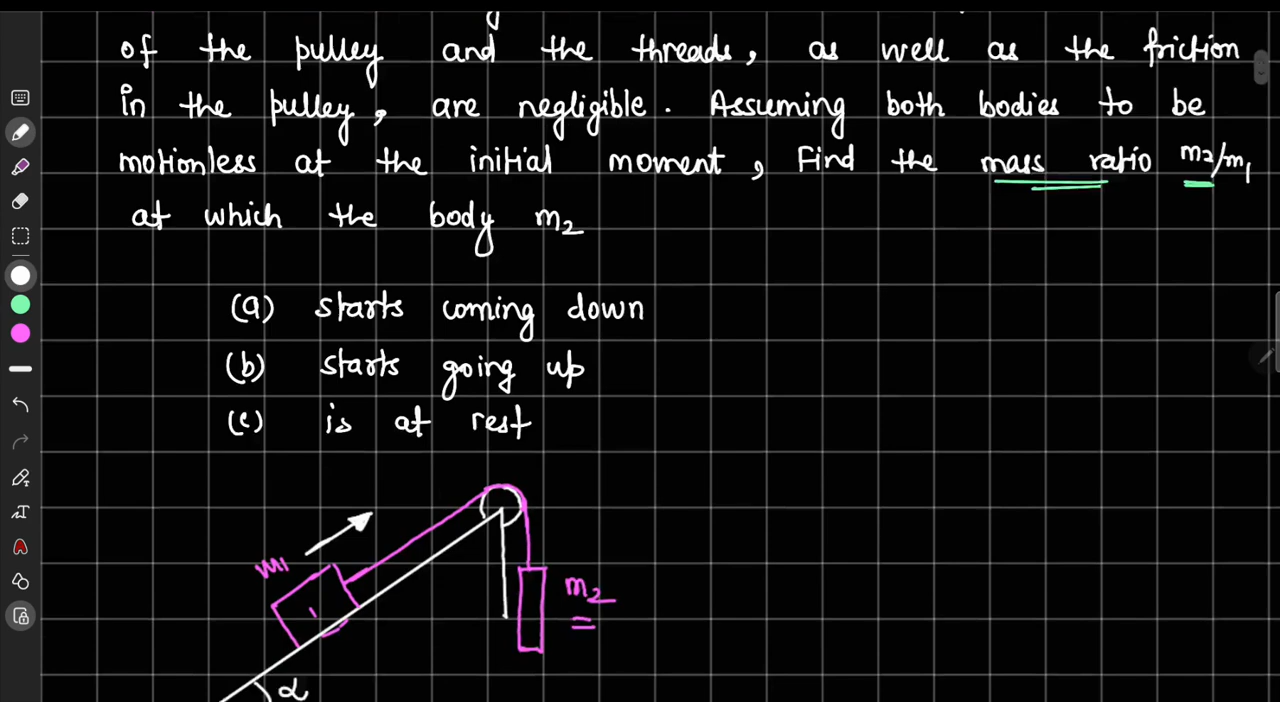 of the pulley and the threads, as well as the friction
in the pulley, are negligible. Assuming both bodies to be
motionless at the initial moment, Find the mass ratio m2/m1
at which the body m2
(a) starts coming down
(b) starts going up
(c) is at rest
m1
m2
1
α